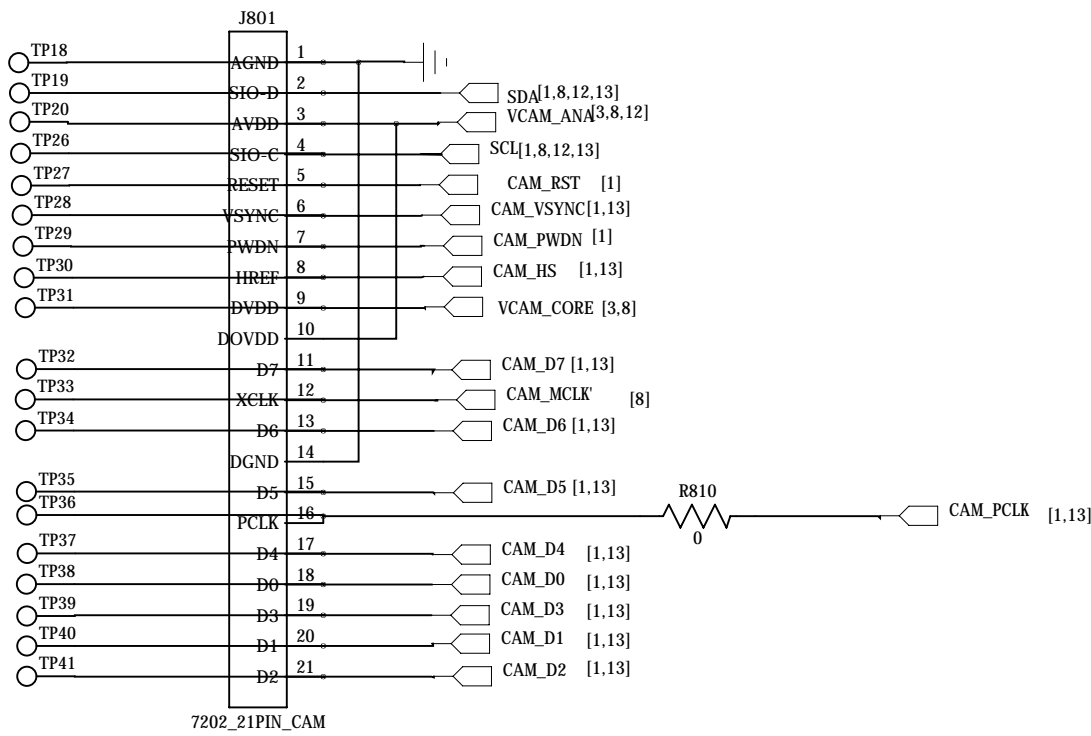 J801
TP18 AGND 1
TP19 SIO-D 2 SDA[1,8,12,13]
TP20 AVDD 3 VCAM_ANA[3,8,12]
TP26 SIO-C 4 SCL[1,8,12,13]
TP27 RESET 5 CAM_RST [1]
TP28 VSYNC 6 CAM_VSYNC[1,13]
TP29 PWDN 7 CAM_PWDN [1]
TP30 HREF 8 CAM_HS [1,13]
TP31 DVDD 9 VCAM_CORE [3,8]
DOVDD 10
TP32 D7 11 CAM_D7 [1,13]
TP33 XCLK 12 CAM_MCLK' [8]
TP34 D6 13 CAM_D6 [1,13]
DGND 14
TP35 D5 15 CAM_D5 [1,13]
R810
TP36 PCLK 16 CAM_PCLK [1,13]
0
TP37 D4 17 CAM_D4 [1,13]
TP38 D0 18 CAM_D0 [1,13]
TP39 D3 19 CAM_D3 [1,13]
TP40 D1 20 CAM_D1 [1,13]
TP41 D2 21 CAM_D2 [1,13]
7202_21PIN_CAM